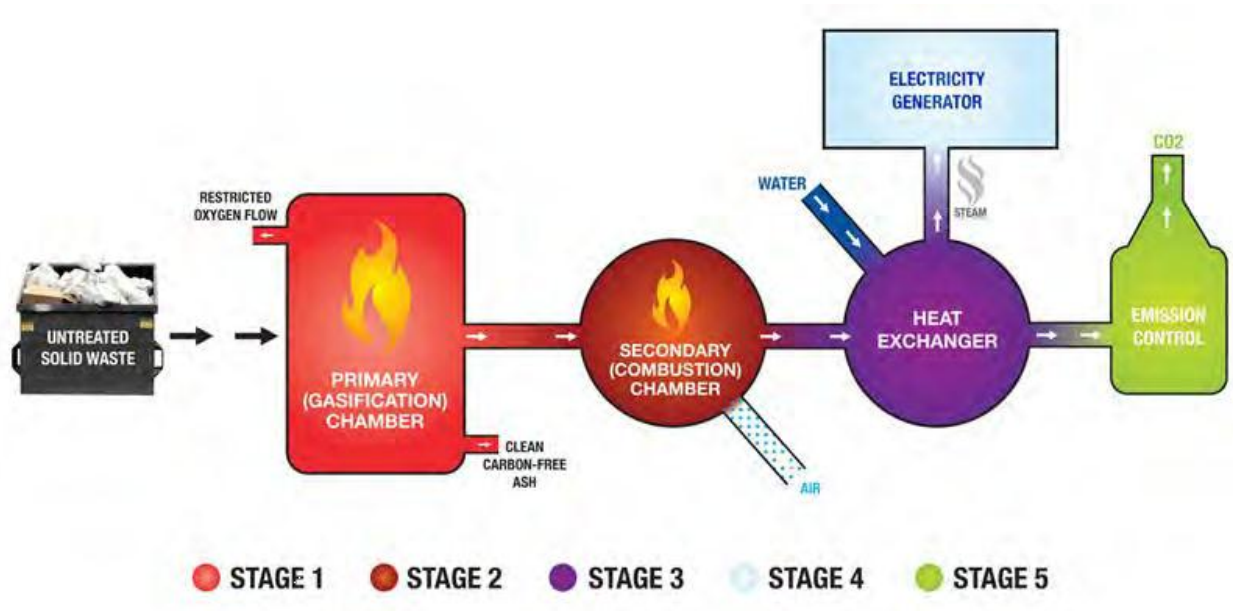 UNTREATED
SOLID WASTE
RESTRICTED
OXYGEN FLOW
PRIMARY
(GASIFICATION)
CHAMBER
CLEAN
CARBON-FREE
ASH
SECONDARY
(COMBUSTION)
CHAMBER
AIR
WATER
HEAT
EXCHANGER
STEAM
ELECTRICITY
GENERATOR
EMISSION
CONTROL
CO2
STAGE 1
STAGE 2
STAGE 3
STAGE 4
STAGE 5